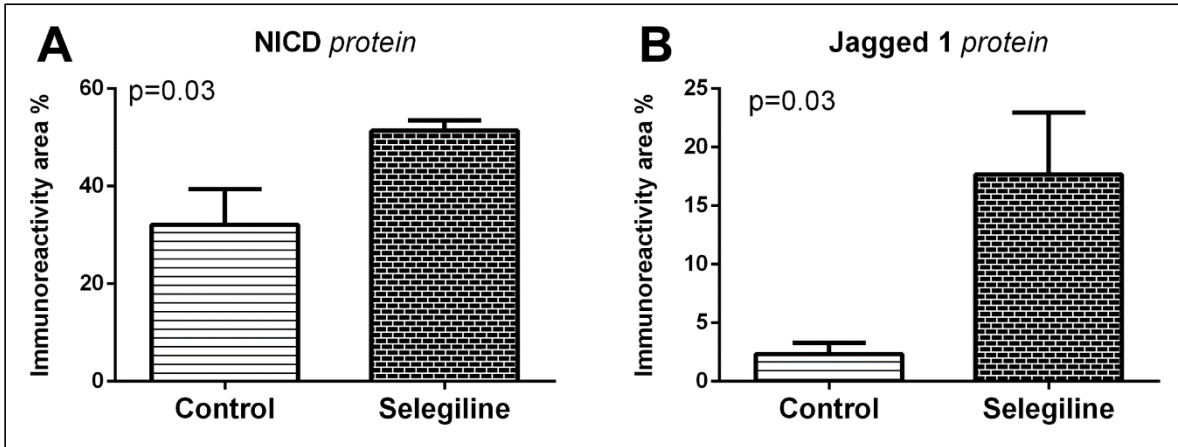 A
NICD protein
p=0.03
Immunoreactivity area %
60
40
20
0
Control Selegiline
B
Jagged 1 protein
p=0.03
Immunoreactivity area %
25
20
15
10
5
0
Control Selegiline